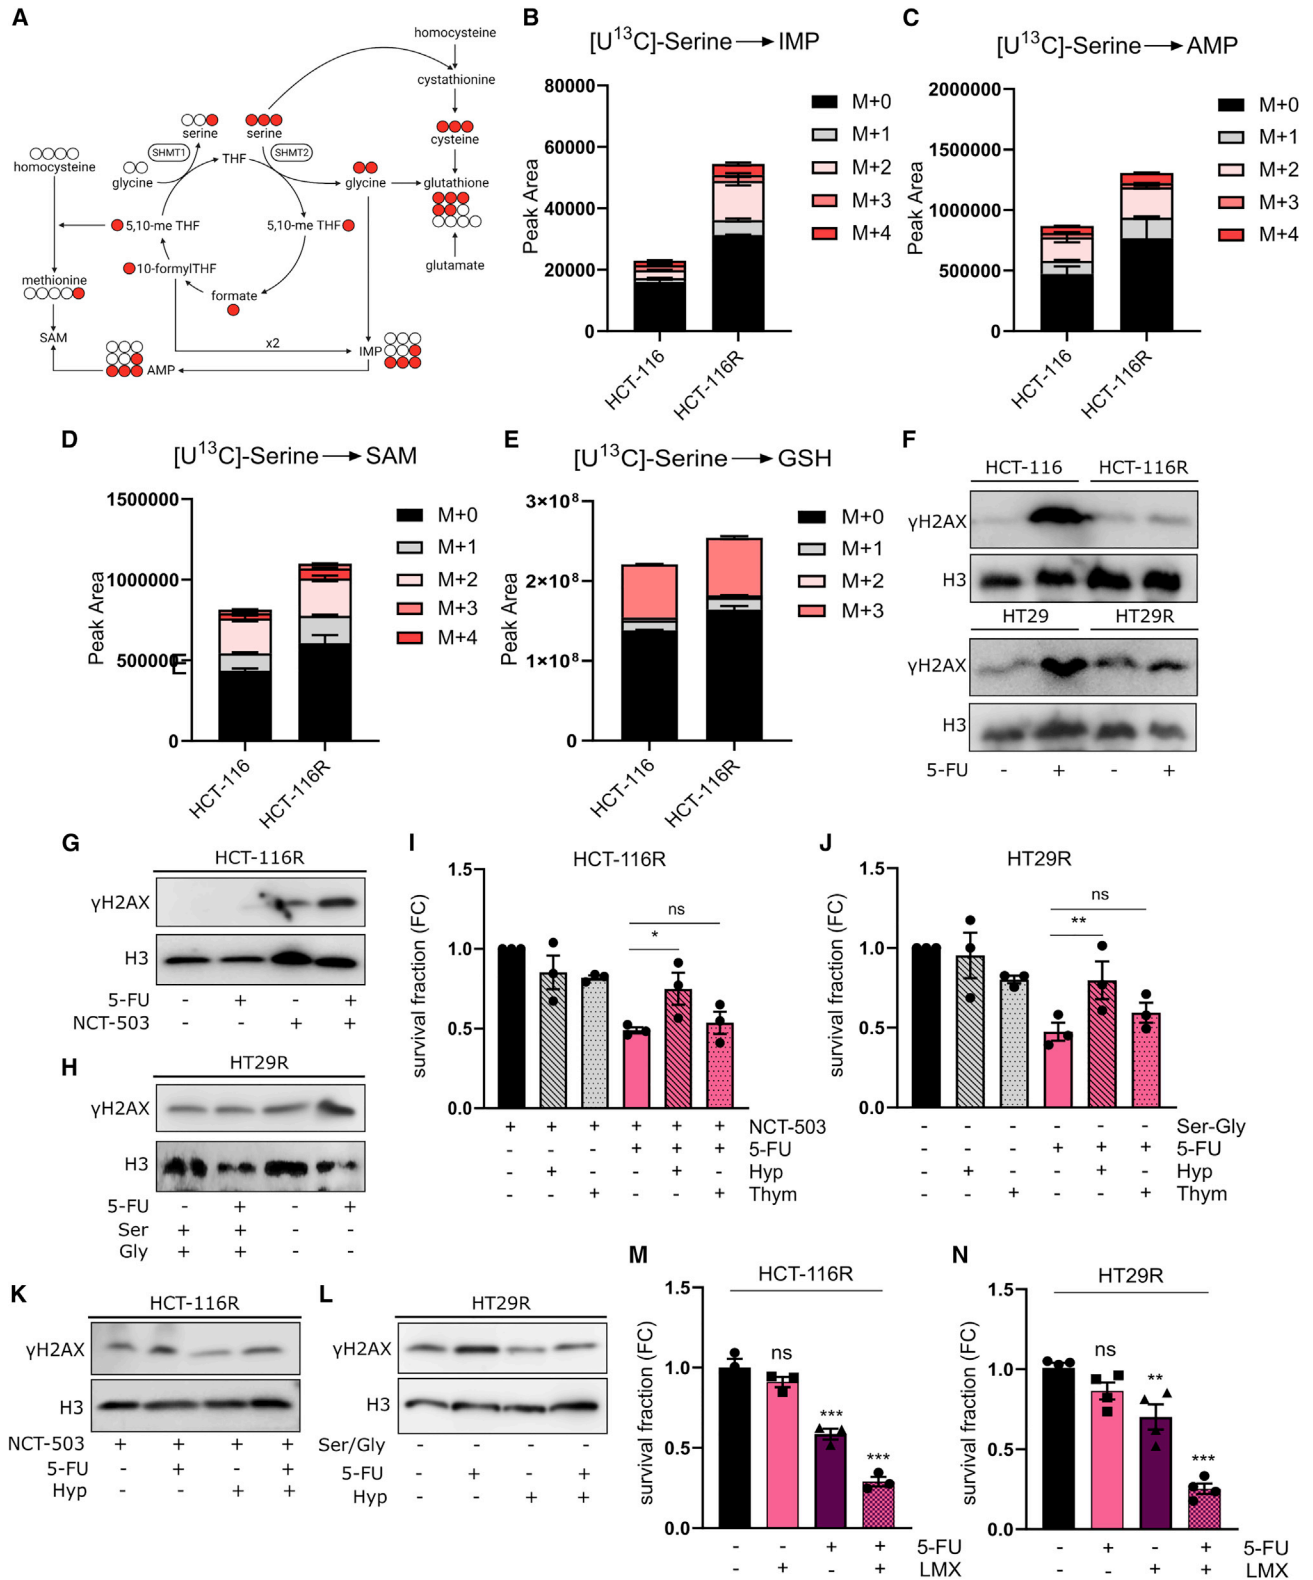 A
homocysteine
cystathionine
cysteine
serine
serine
SHMT1
THF
SHMT2
homocysteine
glycine
glycine
glutathione
5,10-me THF
5,10-me THF
10-formylTHF
formate
glutamate
methionine
SAM
x2
IMP
AMP
B
[U¹³C]-Serine → IMP
Peak Area
80000
60000
40000
20000
0
M+0
M+1
M+2
M+3
M+4
HCT-116
HCT-116R
C
[U¹³C]-Serine → AMP
Peak Area
2000000
1500000
1000000
500000
0
M+0
M+1
M+2
M+3
M+4
HCT-116
HCT-116R
D
[U¹³C]-Serine → SAM
Peak Area
1500000
1000000
500000
0
E
M+0
M+1
M+2
M+3
M+4
HCT-116
HCT-116R
E
[U¹³C]-Serine → GSH
Peak Area
3×10⁸
2×10⁸
1×10⁸
0
M+0
M+1
M+2
M+3
HCT-116
HCT-116R
F
HCT-116 HCT-116R
γH2AX
H3
HT29 HT29R
γH2AX
H3
5-FU - + - +
G
HCT-116R
γH2AX
H3
5-FU - + - +
NCT-503 - - + +
H
HT29R
γH2AX
H3
5-FU - + - +
Ser + + - -
Gly + + - -
I
HCT-116R
survival fraction (FC)
1.5
1.0
0.5
0.0
ns
*
+ + + + + + NCT-503
- - - + + + 5-FU
- + - - + - Hyp
- - + - - + Thym
J
HT29R
survival fraction (FC)
1.5
1.0
0.5
0.0
ns
**
- - - - - - Ser-Gly
- - - + + + 5-FU
- + - - + - Hyp
- - + - - + Thym
K
HCT-116R
γH2AX
H3
NCT-503 + + + +
5-FU - + - +
Hyp - - + +
L
HT29R
γH2AX
H3
Ser/Gly - - - -
5-FU - + - +
Hyp - - + +
M
HCT-116R
survival fraction (FC)
1.5
1.0
0.5
0.0
ns
***
***
- - + + 5-FU
- + - + LMX
N
HT29R
survival fraction (FC)
1.5
1.0
0.5
0.0
ns
**
***
- + - + 5-FU
- - + + LMX